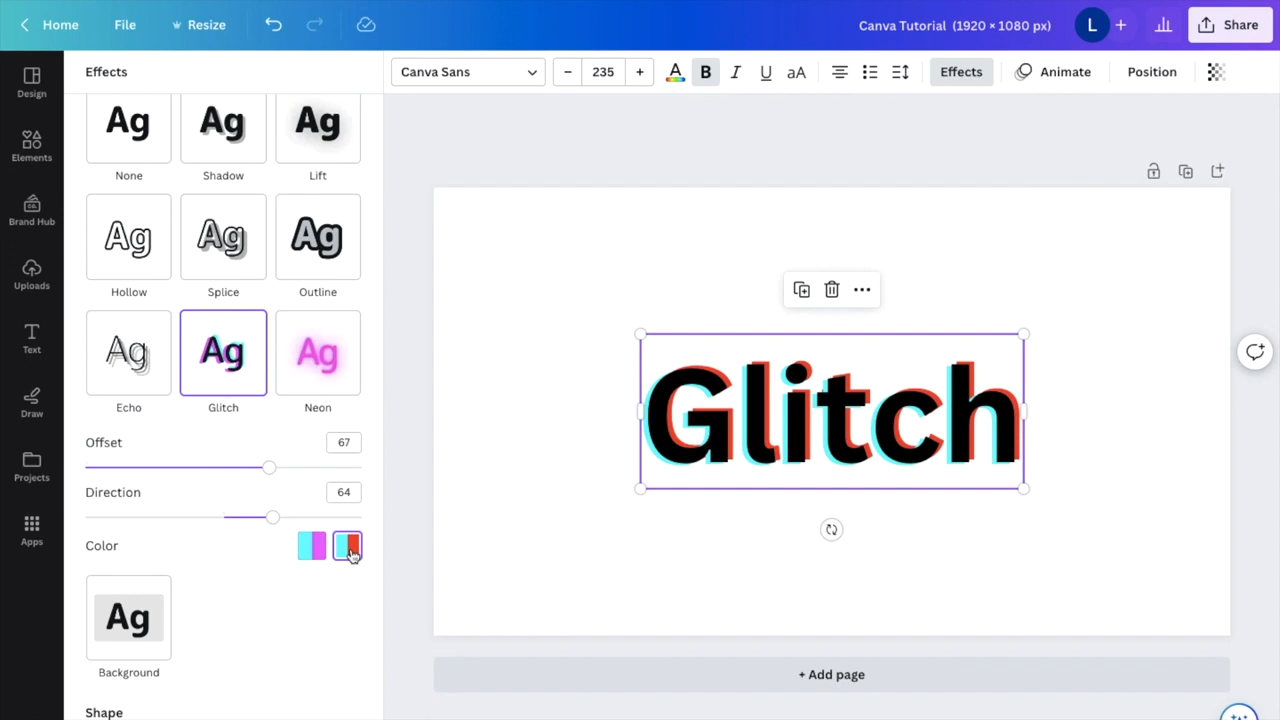 Home
File
Resize
Canva Tutorial (1920 × 1080 px)
L
+
Share
Design
Elements
Brand Hub
Uploads
Text
Draw
Projects
Apps
Effects
Canva Sans
− 235 +
A
B
I
U
aA
Effects
Animate
Position
Ag Ag Ag
None Shadow Lift
Ag Ag Ag
Hollow Splice Outline
Ag Ag Ag
Echo Glitch Neon
Offset 67
Direction 64
Color
Ag
Background
Shape
Glitch
+ Add page